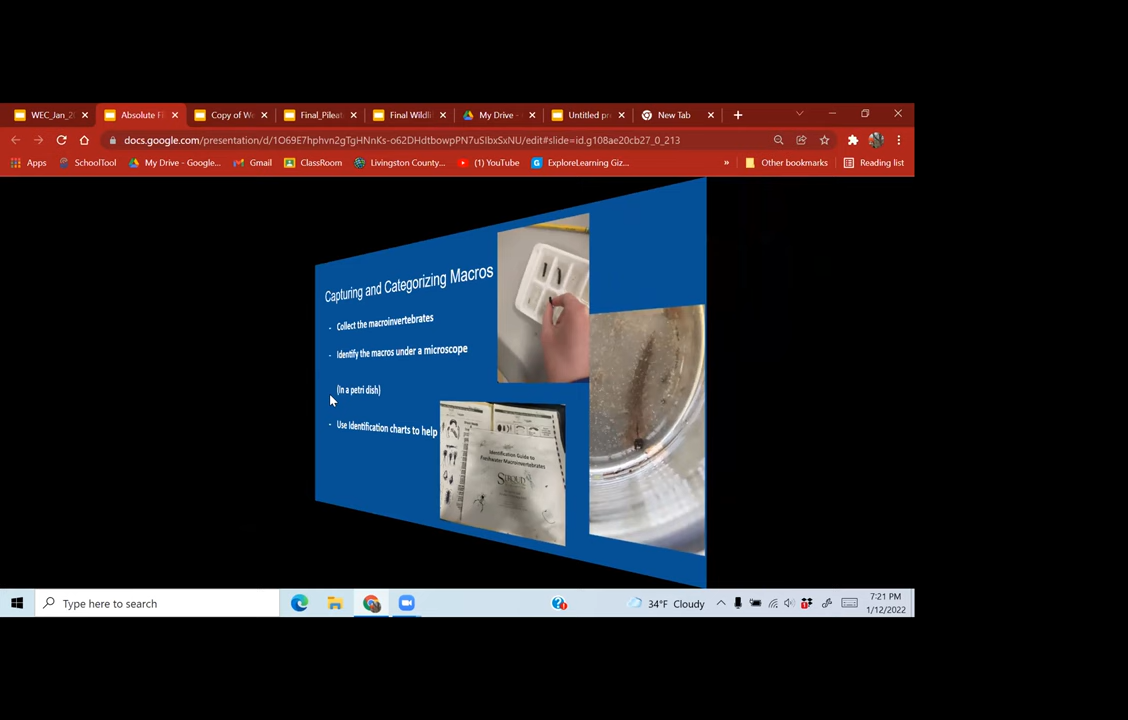 WEC_Jan_2
Absolute F
Copy of We
Final_Pileat
Final Wildli
My Drive -
Untitled pr
New Tab
docs.google.com/presentation/d/1O69E7hphvn2gTgHNnKs-o62DHdtbowpPN7uSIbxSxNU/edit#slide=id.g108ae20cb27_0_213
Apps SchoolTool My Drive - Google... Gmail ClassRoom Livingston County... (1) YouTube ExploreLearning Giz... » Other bookmarks Reading list
Capturing and Categorizing Macros
- Collect the macroinvertebrates
- Identify the macros under a microscope
(In a petri dish)
- Use Identification charts to help
Identification Guide to
Freshwater Macroinvertebrates
STROUD
Type here to search
34°F Cloudy
7:21 PM
1/12/2022